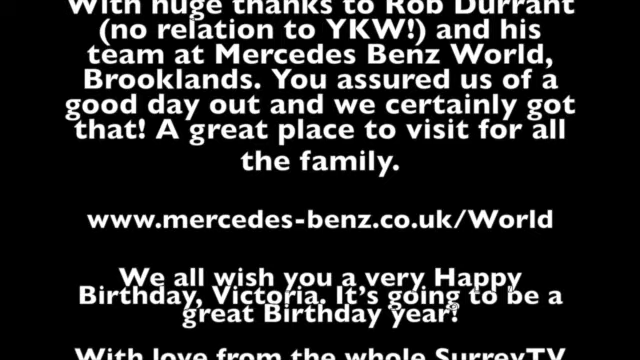 With huge thanks to Rob Durrant
(no relation to YKW!) and his
team at Mercedes Benz World,
Brooklands. You assured us of a
good day out and we certainly got
that! A great place to visit for all
the family.
www.mercedes-benz.co.uk/World
We all wish you a very Happy
Birthday, Victoria. It's going to be a
great Birthday year!
With love from the whole SurreyTV